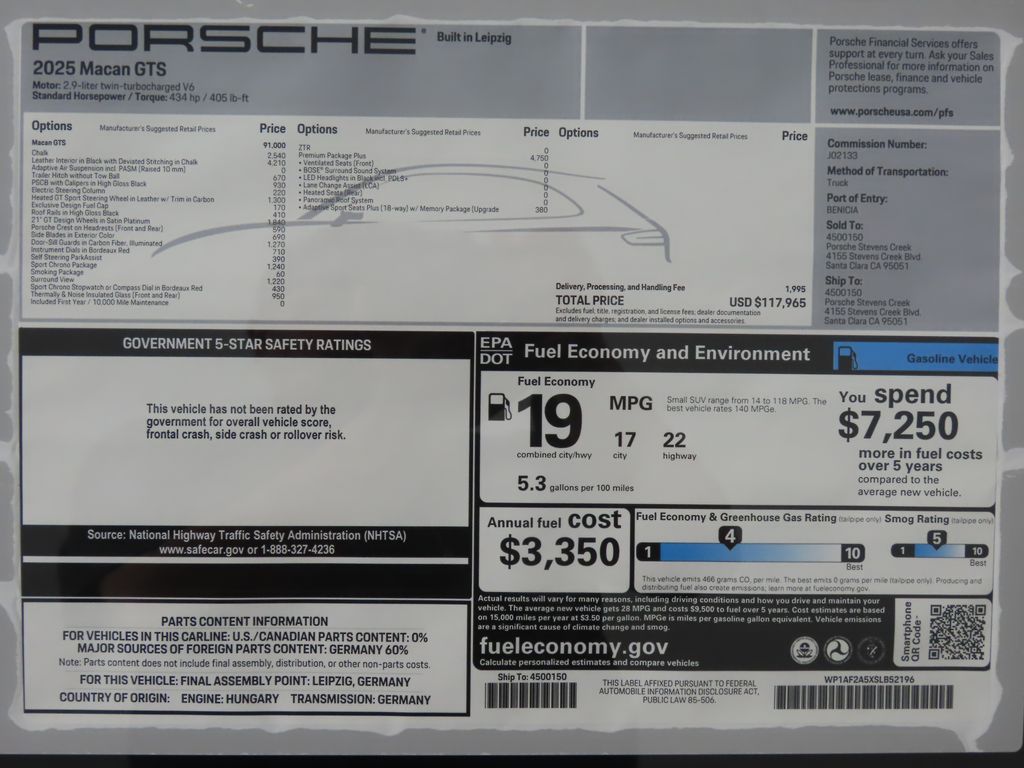 PORSCHE
Built in Leipzig
2025 Macan GTS
Motor: 2.9-liter twin-turbocharged V6
Standard Horsepower / Torque: 434 hp / 405 lb-ft
Porsche Financial Services offers
support at every turn. Ask your Sales
Professional for more information on
Porsche lease, finance and vehicle
protections programs.
www.porscheusa.com/pfs
Options Manufacturer's Suggested Retail Prices Price
Macan GTS 91,000
Chalk 2,540
Leather Interior in Black with Deviated Stitching in Chalk 4,210
Adaptive Air Suspension incl. PASM (Raised 10 mm) 0
Trailer Hitch without Tow Ball 670
PSCB with Calipers in High Gloss Black 930
Electric Steering Column 220
Heated GT Sport Steering Wheel in Leather w/ Trim in Carbon 1,300
Exclusive Design Fuel Cap 170
Roof Rails in High Gloss Black 410
21" GT Design Wheels in Satin Platinum 1,840
Porsche Crest on Headrests (Front and Rear) 590
Side Blades in Exterior Color 690
Door-Sill Guards in Carbon Fiber, Illuminated 1,270
Instrument Dials in Bordeaux Red 710
Self Steering ParkAssist 390
Sport Chrono Package 1,240
Smoking Package 60
Surround View 1,220
Sport Chrono Stopwatch or Compass Dial in Bordeaux Red 430
Thermally & Noise Insulated Glass (Front and Rear) 950
Included First Year / 10,000 Mile Maintenance 0
Options Manufacturer's Suggested Retail Prices Price
ZTR 0
Premium Package Plus 4,750
• Ventilated Seats (Front) 0
• BOSE® Surround Sound System 0
• LED Headlights in Black incl. PDLS+ 0
• Lane Change Assist (LCA) 0
• Heated Seats (Rear) 0
• Panoramic Roof System 0
• Adaptive Sport Seats Plus (18-way) w/ Memory Package (Upgrade 380
Options Manufacturer's Suggested Retail Prices Price
Delivery, Processing, and Handling Fee 1,995
TOTAL PRICE USD $117,965
Excludes fuel, title, registration, and license fees, dealer documentation
and delivery charges, and dealer installed options and accessories.
Commission Number:
J02133
Method of Transportation:
Truck
Port of Entry:
BENICIA
Sold To:
4500150
Porsche Stevens Creek
4155 Stevens Creek Blvd.
Santa Clara CA 95051
Ship To:
4500150
Porsche Stevens Creek
4155 Stevens Creek Blvd.
Santa Clara CA 95051
GOVERNMENT 5-STAR SAFETY RATINGS
This vehicle has not been rated by the
government for overall vehicle score,
frontal crash, side crash or rollover risk.
Source: National Highway Traffic Safety Administration (NHTSA)
www.safecar.gov or 1-888-327-4236
PARTS CONTENT INFORMATION
FOR VEHICLES IN THIS CARLINE: U.S./CANADIAN PARTS CONTENT: 0%
MAJOR SOURCES OF FOREIGN PARTS CONTENT: GERMANY 60%
Note: Parts content does not include final assembly, distribution, or other non-parts costs.
FOR THIS VEHICLE: FINAL ASSEMBLY POINT: LEIPZIG, GERMANY
COUNTRY OF ORIGIN: ENGINE: HUNGARY TRANSMISSION: GERMANY
EPA
DOT
Fuel Economy and Environment
Gasoline Vehicle
Fuel Economy
19 MPG
combined city/hwy
17 city
22 highway
Small SUV range from 14 to 118 MPG. The
best vehicle rates 140 MPGe.
5.3 gallons per 100 miles
You spend
$7,250
more in fuel costs
over 5 years
compared to the
average new vehicle.
Annual fuel cost
$3,350
Fuel Economy & Greenhouse Gas Rating (tailpipe only)
1 4 10
Best
Smog Rating (tailpipe only)
1 5 10
Best
This vehicle emits 466 grams CO2 per mile. The best emits 0 grams per mile (tailpipe only). Producing and
distributing fuel also create emissions; learn more at fueleconomy.gov.
Actual results will vary for many reasons, including driving conditions and how you drive and maintain your
vehicle. The average new vehicle gets 28 MPG and costs $9,500 to fuel over 5 years. Cost estimates are based
on 15,000 miles per year at $3.50 per gallon. MPGe is miles per gasoline gallon equivalent. Vehicle emissions
are a significant cause of climate change and smog.
fueleconomy.gov
Calculate personalized estimates and compare vehicles
Smartphone
QR Code™
Ship To: 4500150
THIS LABEL AFFIXED PURSUANT TO FEDERAL
AUTOMOBILE INFORMATION DISCLOSURE ACT,
PUBLIC LAW 85-506.
WP1AF2A5XSLB52196